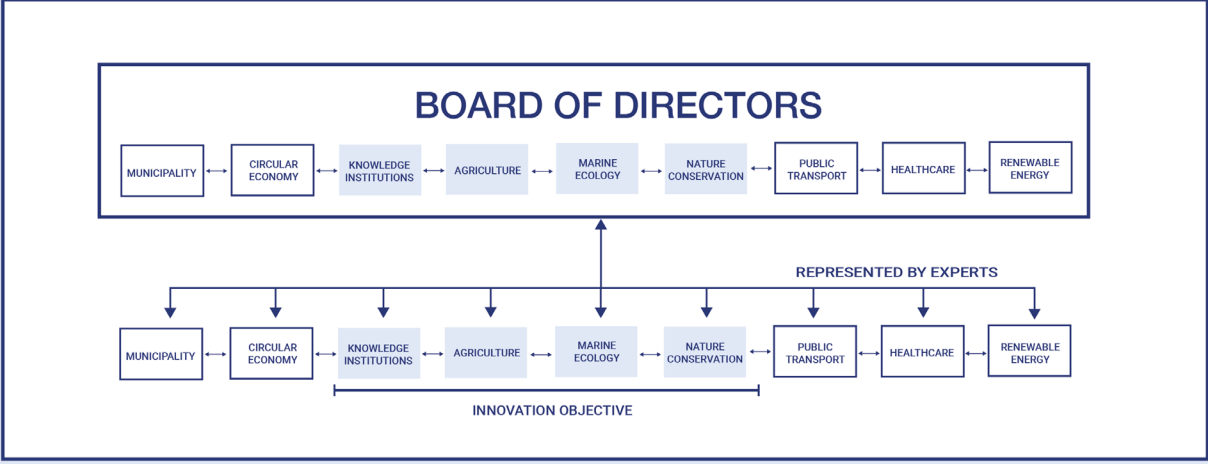 BOARD OF DIRECTORS
MUNICIPALITY
CIRCULAR
ECONOMY
KNOWLEDGE
INSTITUTIONS
AGRICULTURE
MARINE
ECOLOGY
NATURE
CONSERVATION
PUBLIC
TRANSPORT
HEALTHCARE
RENEWABLE
ENERGY
REPRESENTED BY EXPERTS
MUNICIPALITY
CIRCULAR
ECONOMY
KNOWLEDGE
INSTITUTIONS
AGRICULTURE
MARINE
ECOLOGY
NATURE
CONSERVATION
PUBLIC
TRANSPORT
HEALTHCARE
RENEWABLE
ENERGY
INNOVATION OBJECTIVE